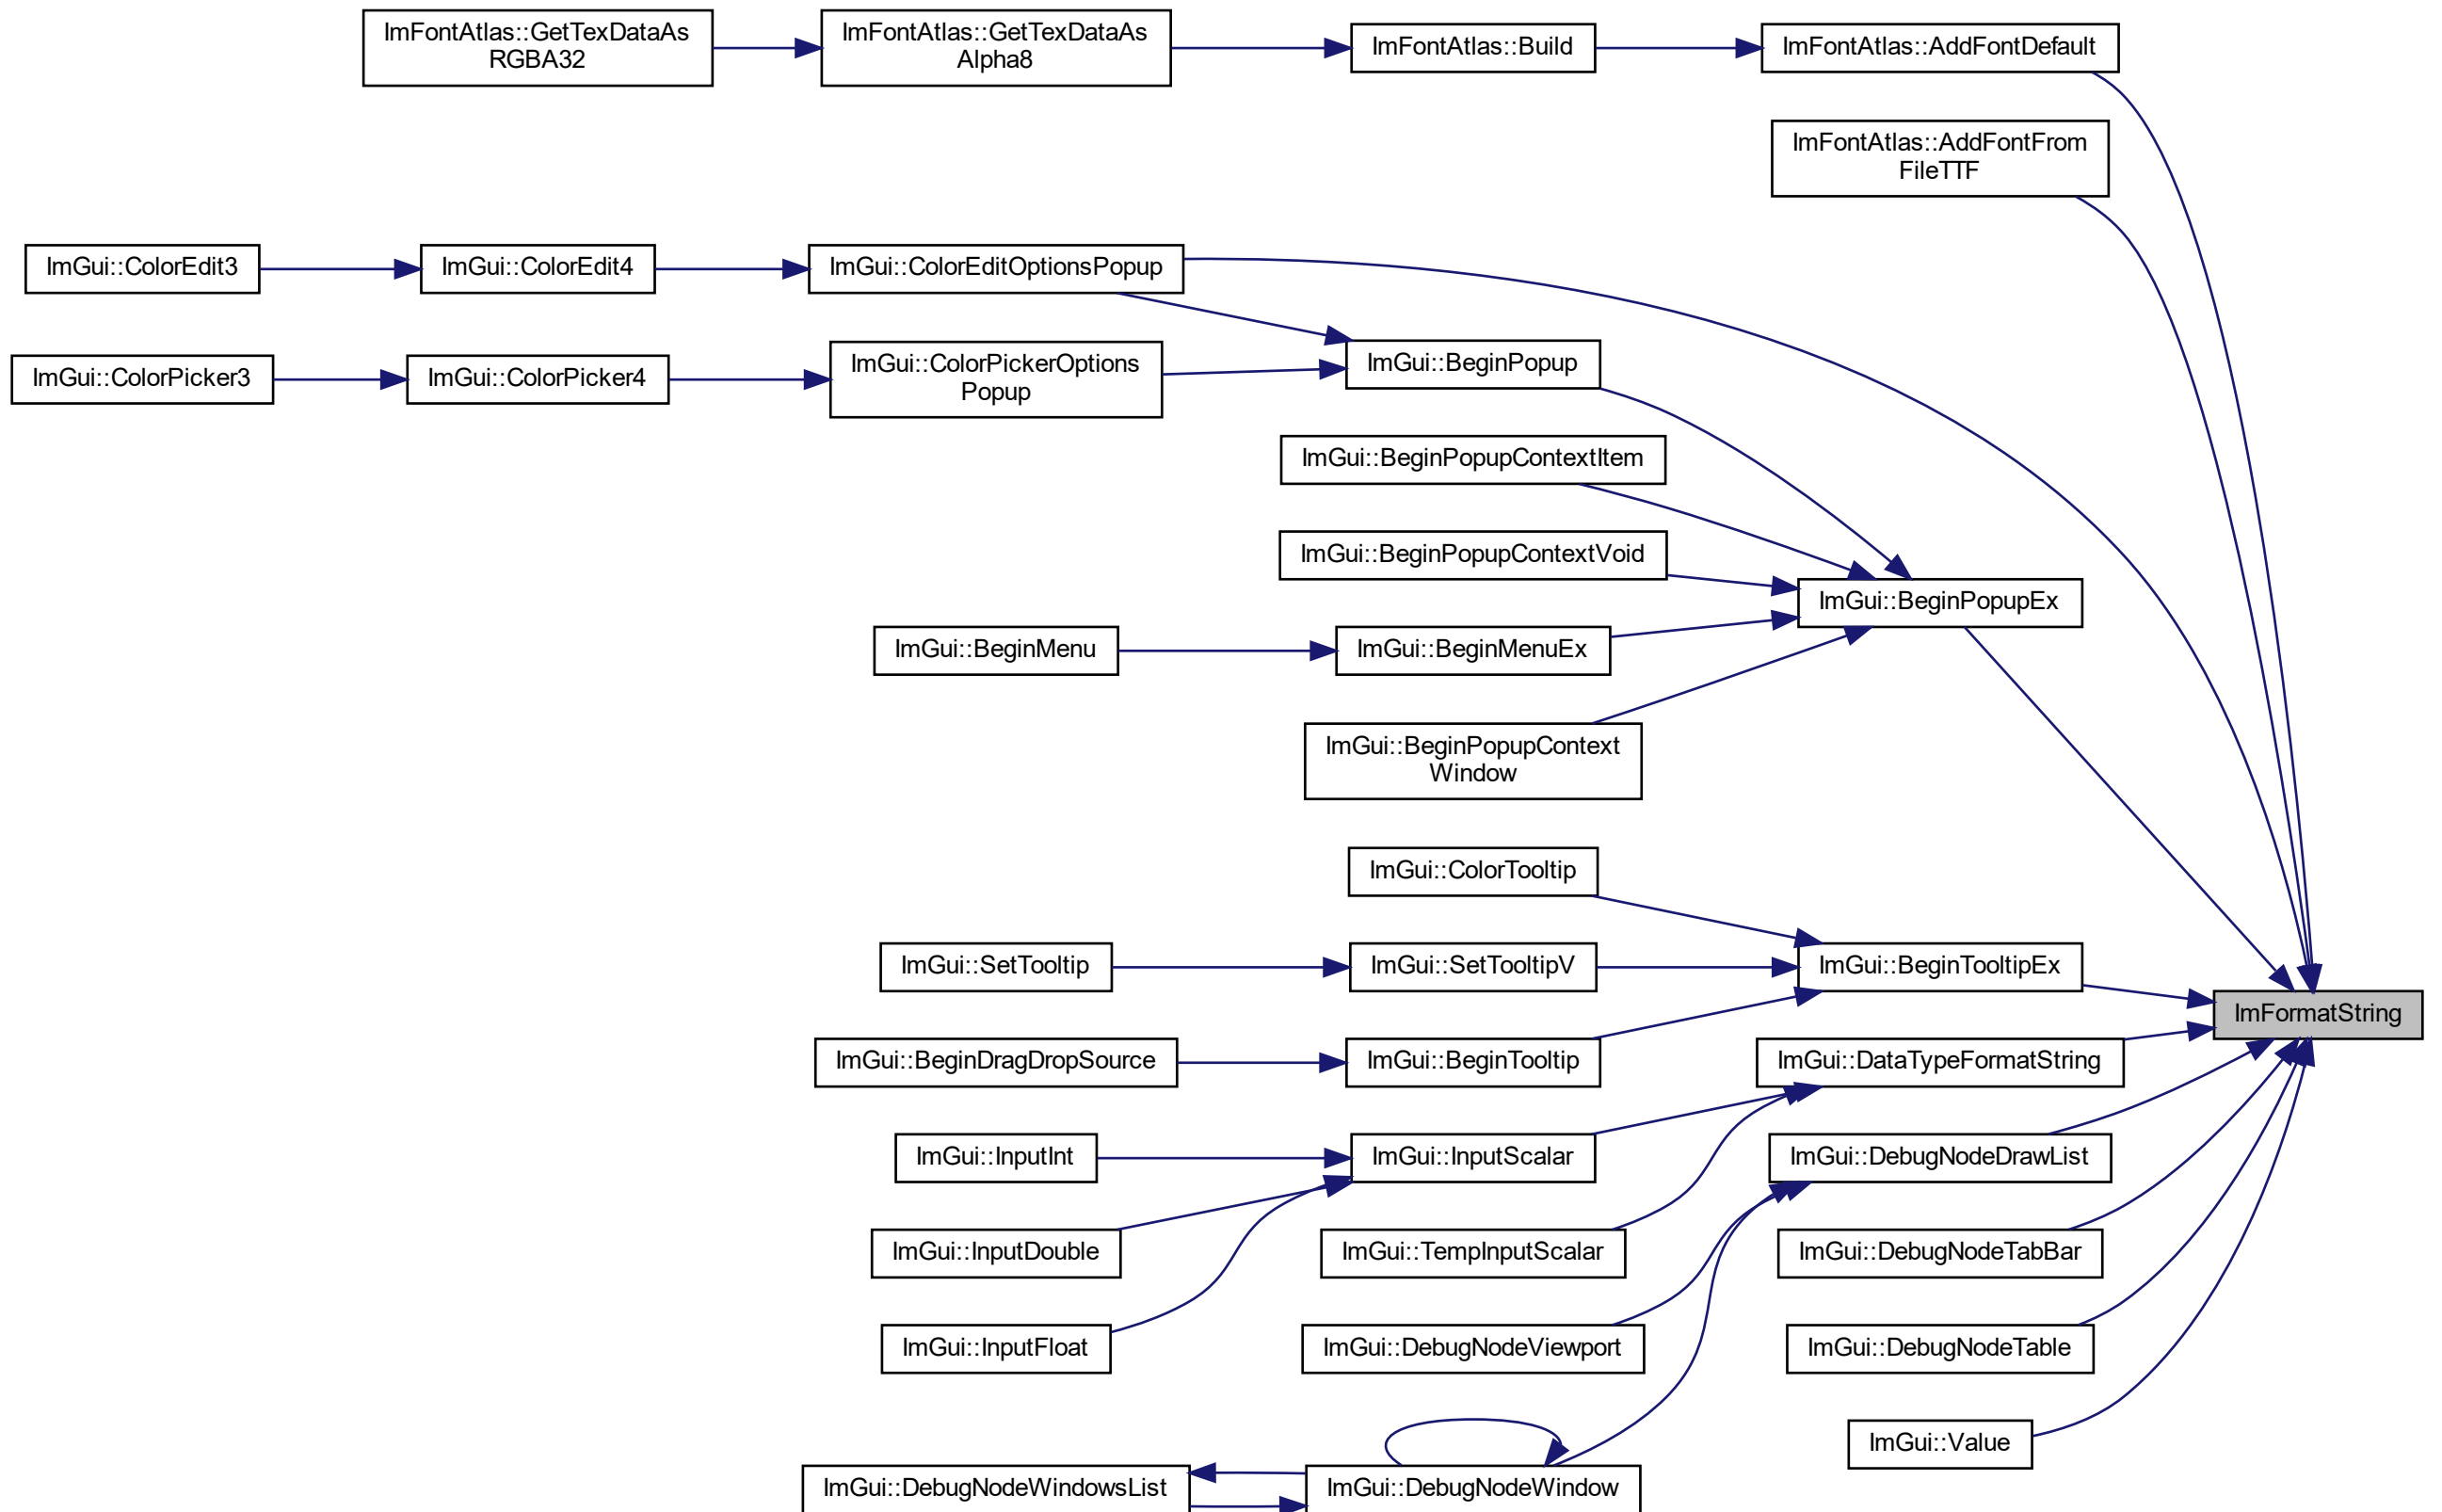 ImFontAtlas::GetTexDataAs
RGBA32
ImFontAtlas::GetTexDataAs
Alpha8
ImFontAtlas::Build
ImFontAtlas::AddFontDefault
ImFontAtlas::AddFontFrom
FileTTF
ImGui::ColorEdit3
ImGui::ColorEdit4
ImGui::ColorEditOptionsPopup
ImGui::ColorPicker3
ImGui::ColorPicker4
ImGui::ColorPickerOptions
Popup
ImGui::BeginPopup
ImGui::BeginPopupContextItem
ImGui::BeginPopupContextVoid
ImGui::BeginPopupEx
ImGui::BeginMenu
ImGui::BeginMenuEx
ImGui::BeginPopupContext
Window
ImGui::ColorTooltip
ImGui::SetTooltip
ImGui::SetTooltipV
ImGui::BeginTooltipEx
ImFormatString
ImGui::BeginDragDropSource
ImGui::BeginTooltip
ImGui::DataTypeFormatString
ImGui::InputInt
ImGui::InputScalar
ImGui::DebugNodeDrawList
ImGui::InputDouble
ImGui::TempInputScalar
ImGui::DebugNodeTabBar
ImGui::InputFloat
ImGui::DebugNodeViewport
ImGui::DebugNodeTable
ImGui::Value
ImGui::DebugNodeWindowsList
ImGui::DebugNodeWindow